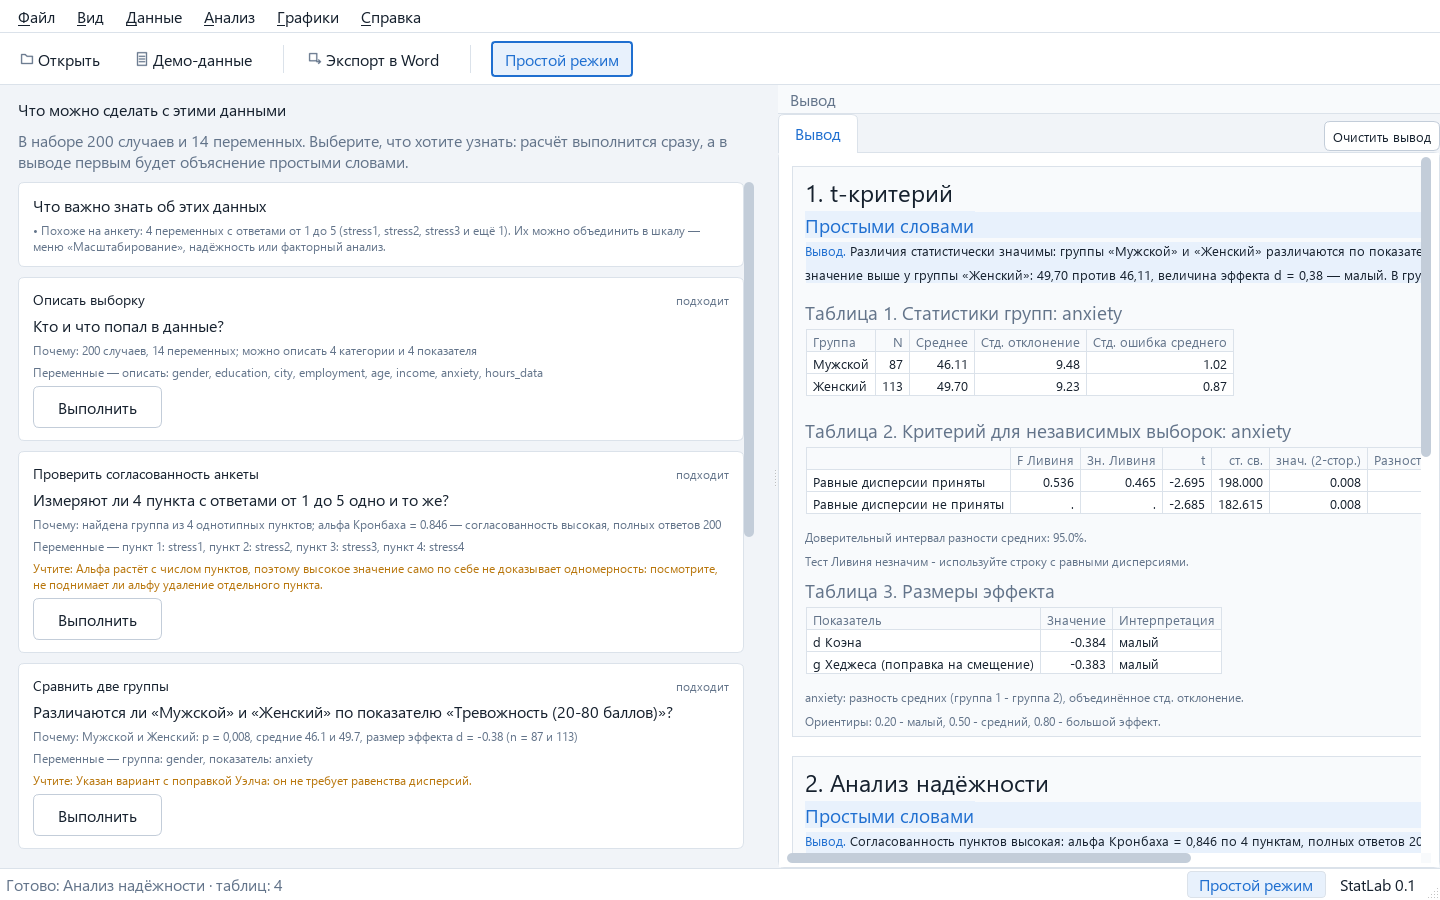 Файл Вид Данные Анализ Графики Справка
Открыть Демо-данные Экспорт в Word Простой режим
Что можно сделать с этими данными
В наборе 200 случаев и 14 переменных. Выберите, что хотите узнать: расчёт выполнится сразу, а в
выводе первым будет объяснение простыми словами.
Что важно знать об этих данных
• Похоже на анкету: 4 переменных с ответами от 1 до 5 (stress1, stress2, stress3 и ещё 1). Их можно объединить в шкалу —
меню «Масштабирование», надёжность или факторный анализ.
Описать выборку подходит
Кто и что попал в данные?
Почему: 200 случаев, 14 переменных; можно описать 4 категории и 4 показателя
Переменные — описать: gender, education, city, employment, age, income, anxiety, hours_data
Выполнить
Проверить согласованность анкеты подходит
Измеряют ли 4 пункта с ответами от 1 до 5 одно и то же?
Почему: найдена группа из 4 однотипных пунктов; альфа Кронбаха = 0.846 — согласованность высокая, полных ответов 200
Переменные — пункт 1: stress1, пункт 2: stress2, пункт 3: stress3, пункт 4: stress4
Учтите: Альфа растёт с числом пунктов, поэтому высокое значение само по себе не доказывает одномерность: посмотрите,
не поднимает ли альфу удаление отдельного пункта.
Выполнить
Сравнить две группы подходит
Различаются ли «Мужской» и «Женский» по показателю «Тревожность (20-80 баллов)»?
Почему: Мужской и Женский: p = 0,008, средние 46.1 и 49.7, размер эффекта d = -0.38 (n = 87 и 113)
Переменные — группа: gender, показатель: anxiety
Учтите: Указан вариант с поправкой Уэлча: он не требует равенства дисперсий.
Выполнить
Вывод
Вывод Очистить вывод
1. t-критерий
Простыми словами
Вывод. Различия статистически значимы: группы «Мужской» и «Женский» различаются по показате
значение выше у группы «Женский»: 49,70 против 46,11, величина эффекта d = 0,38 — малый. В гру
Таблица 1. Статистики групп: anxiety
Группа N Среднее Стд. отклонение Стд. ошибка среднего
Мужской 87 46.11 9.48 1.02
Женский 113 49.70 9.23 0.87
Таблица 2. Критерий для независимых выборок: anxiety
F Ливиня Зн. Ливиня t ст. св. знач. (2-стор.) Разност
Равные дисперсии приняты 0.536 0.465 -2.695 198.000 0.008
Равные дисперсии не приняты . . -2.685 182.615 0.008
Доверительный интервал разности средних: 95.0%.
Тест Ливиня незначим - используйте строку с равными дисперсиями.
Таблица 3. Размеры эффекта
Показатель Значение Интерпретация
d Коэна -0.384 малый
g Хеджеса (поправка на смещение) -0.383 малый
anxiety: разность средних (группа 1 - группа 2), объединённое стд. отклонение.
Ориентиры: 0.20 - малый, 0.50 - средний, 0.80 - большой эффект.
2. Анализ надёжности
Простыми словами
Вывод. Согласованность пунктов высокая: альфа Кронбаха = 0,846 по 4 пунктам, полных ответов 20
Готово: Анализ надёжности · таблиц: 4 Простой режим StatLab 0.1